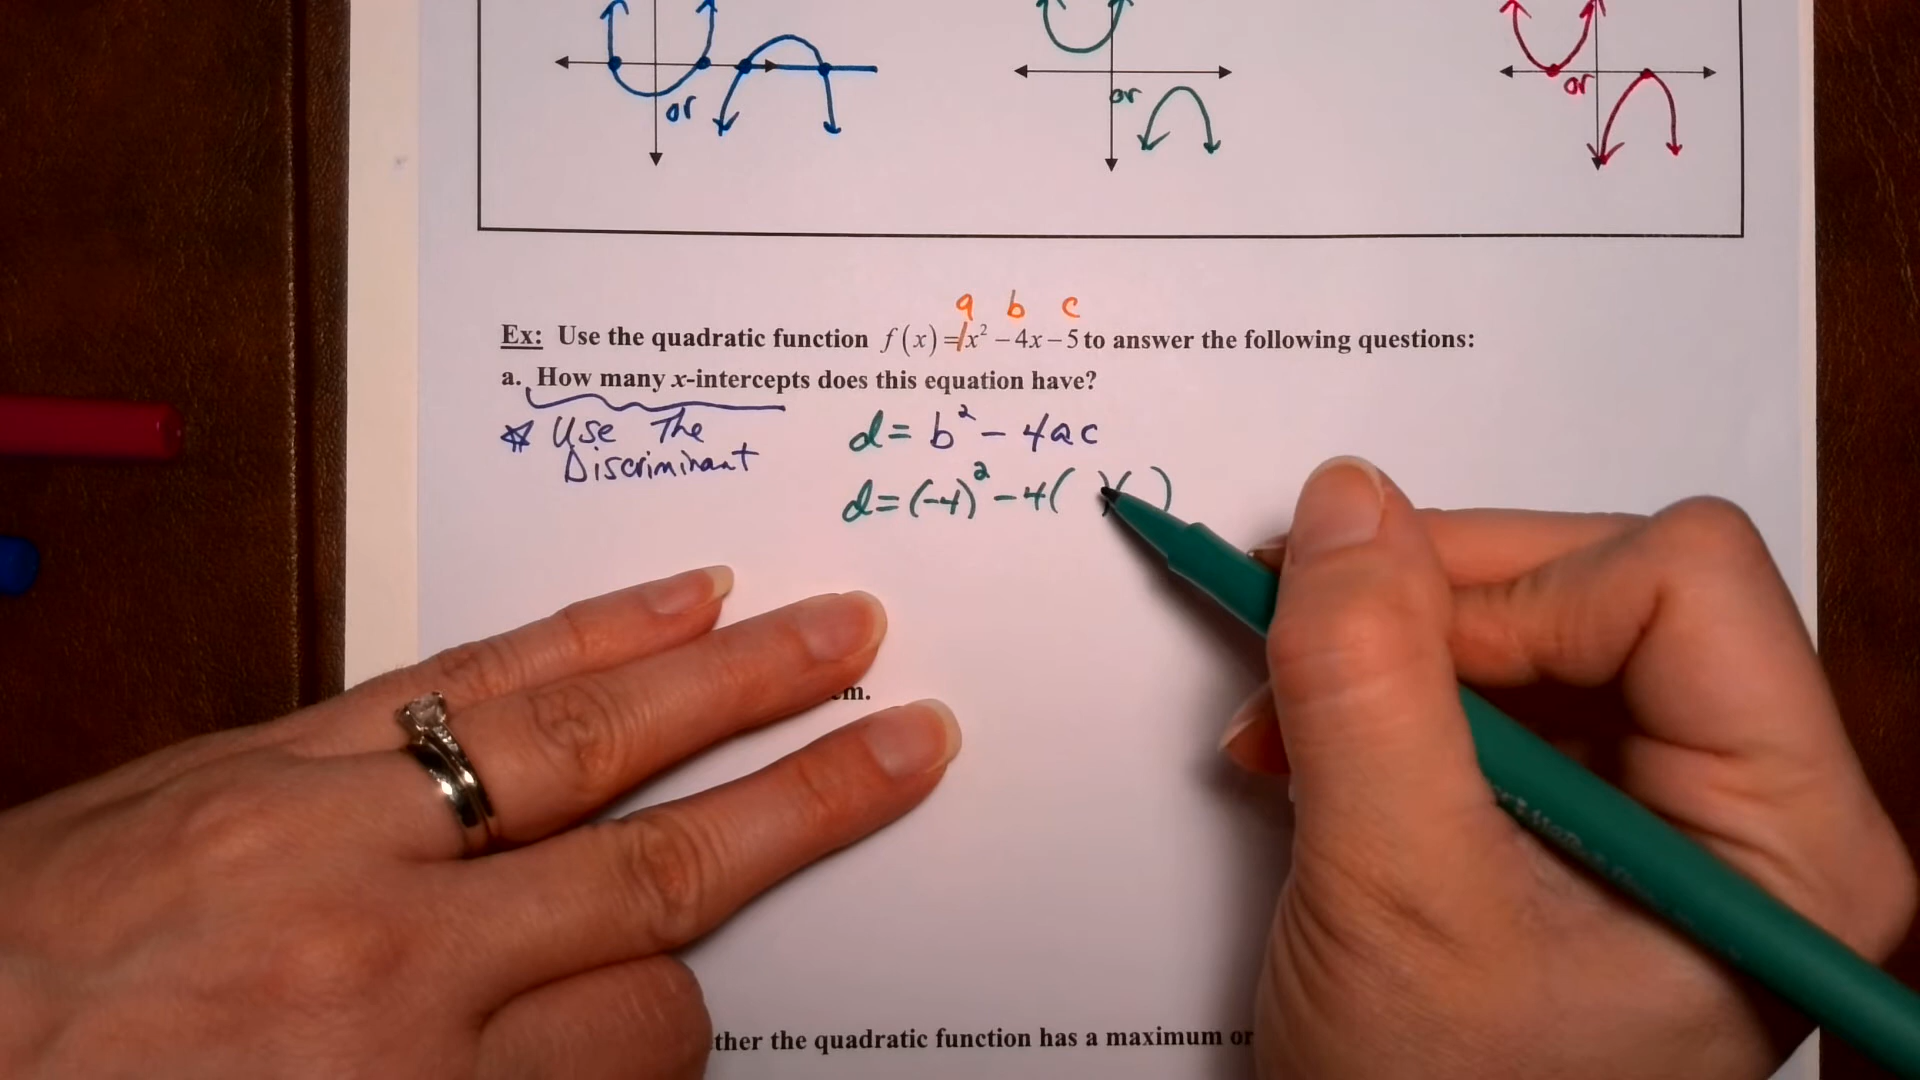 or
or
or
a b c
Ex: Use the quadratic function f(x)=1x² − 4x − 5 to answer the following questions:
a. How many x-intercepts does this equation have?
☆ Use The
Discriminant
d = b² − 4ac
d = (-4)² − 4( )( )
m.
ther the quadratic function has a maximum or